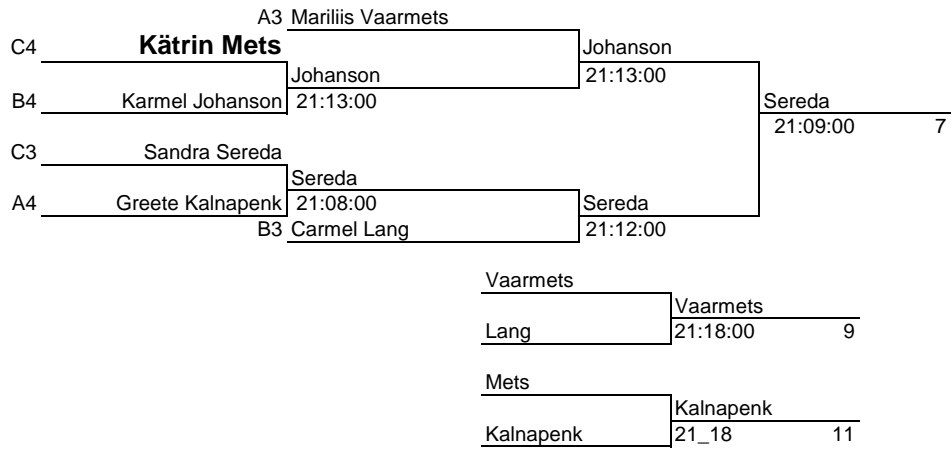 A3 Mariliis Vaarmets
C4 Kätrin Mets Johanson
Johanson 21:13:00
B4 Karmel Johanson 21:13:00 Sereda
21:09:00 7
C3 Sandra Sereda
Sereda
A4 Greete Kalnapenk 21:08:00 Sereda
B3 Carmel Lang 21:12:00
Vaarmets
Vaarmets
Lang 21:18:00 9
Mets
Kalnapenk
Kalnapenk 21_18 11